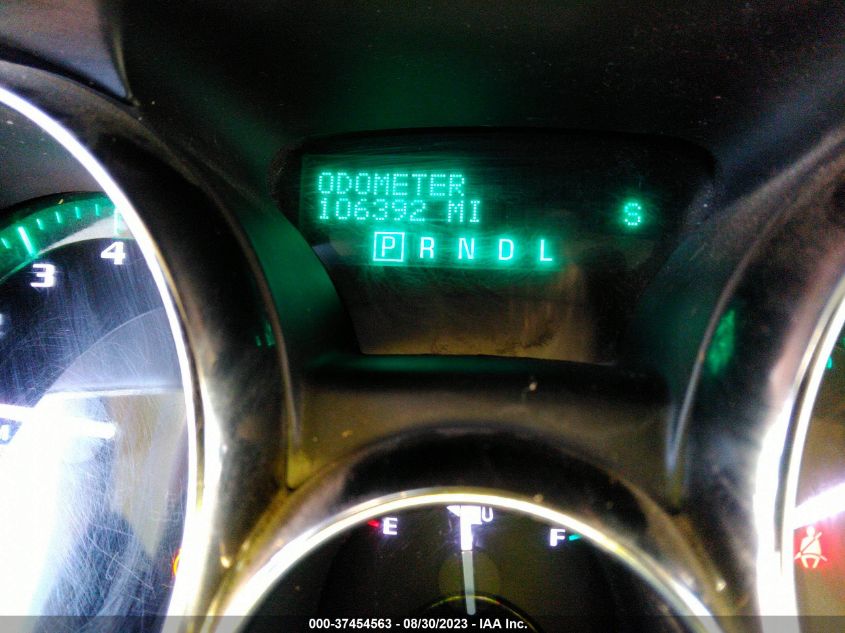 ODOMETER
106392 MI
S
P R N D L
3
4
E
F
000-37454563 - 08/30/2023 - IAA Inc.